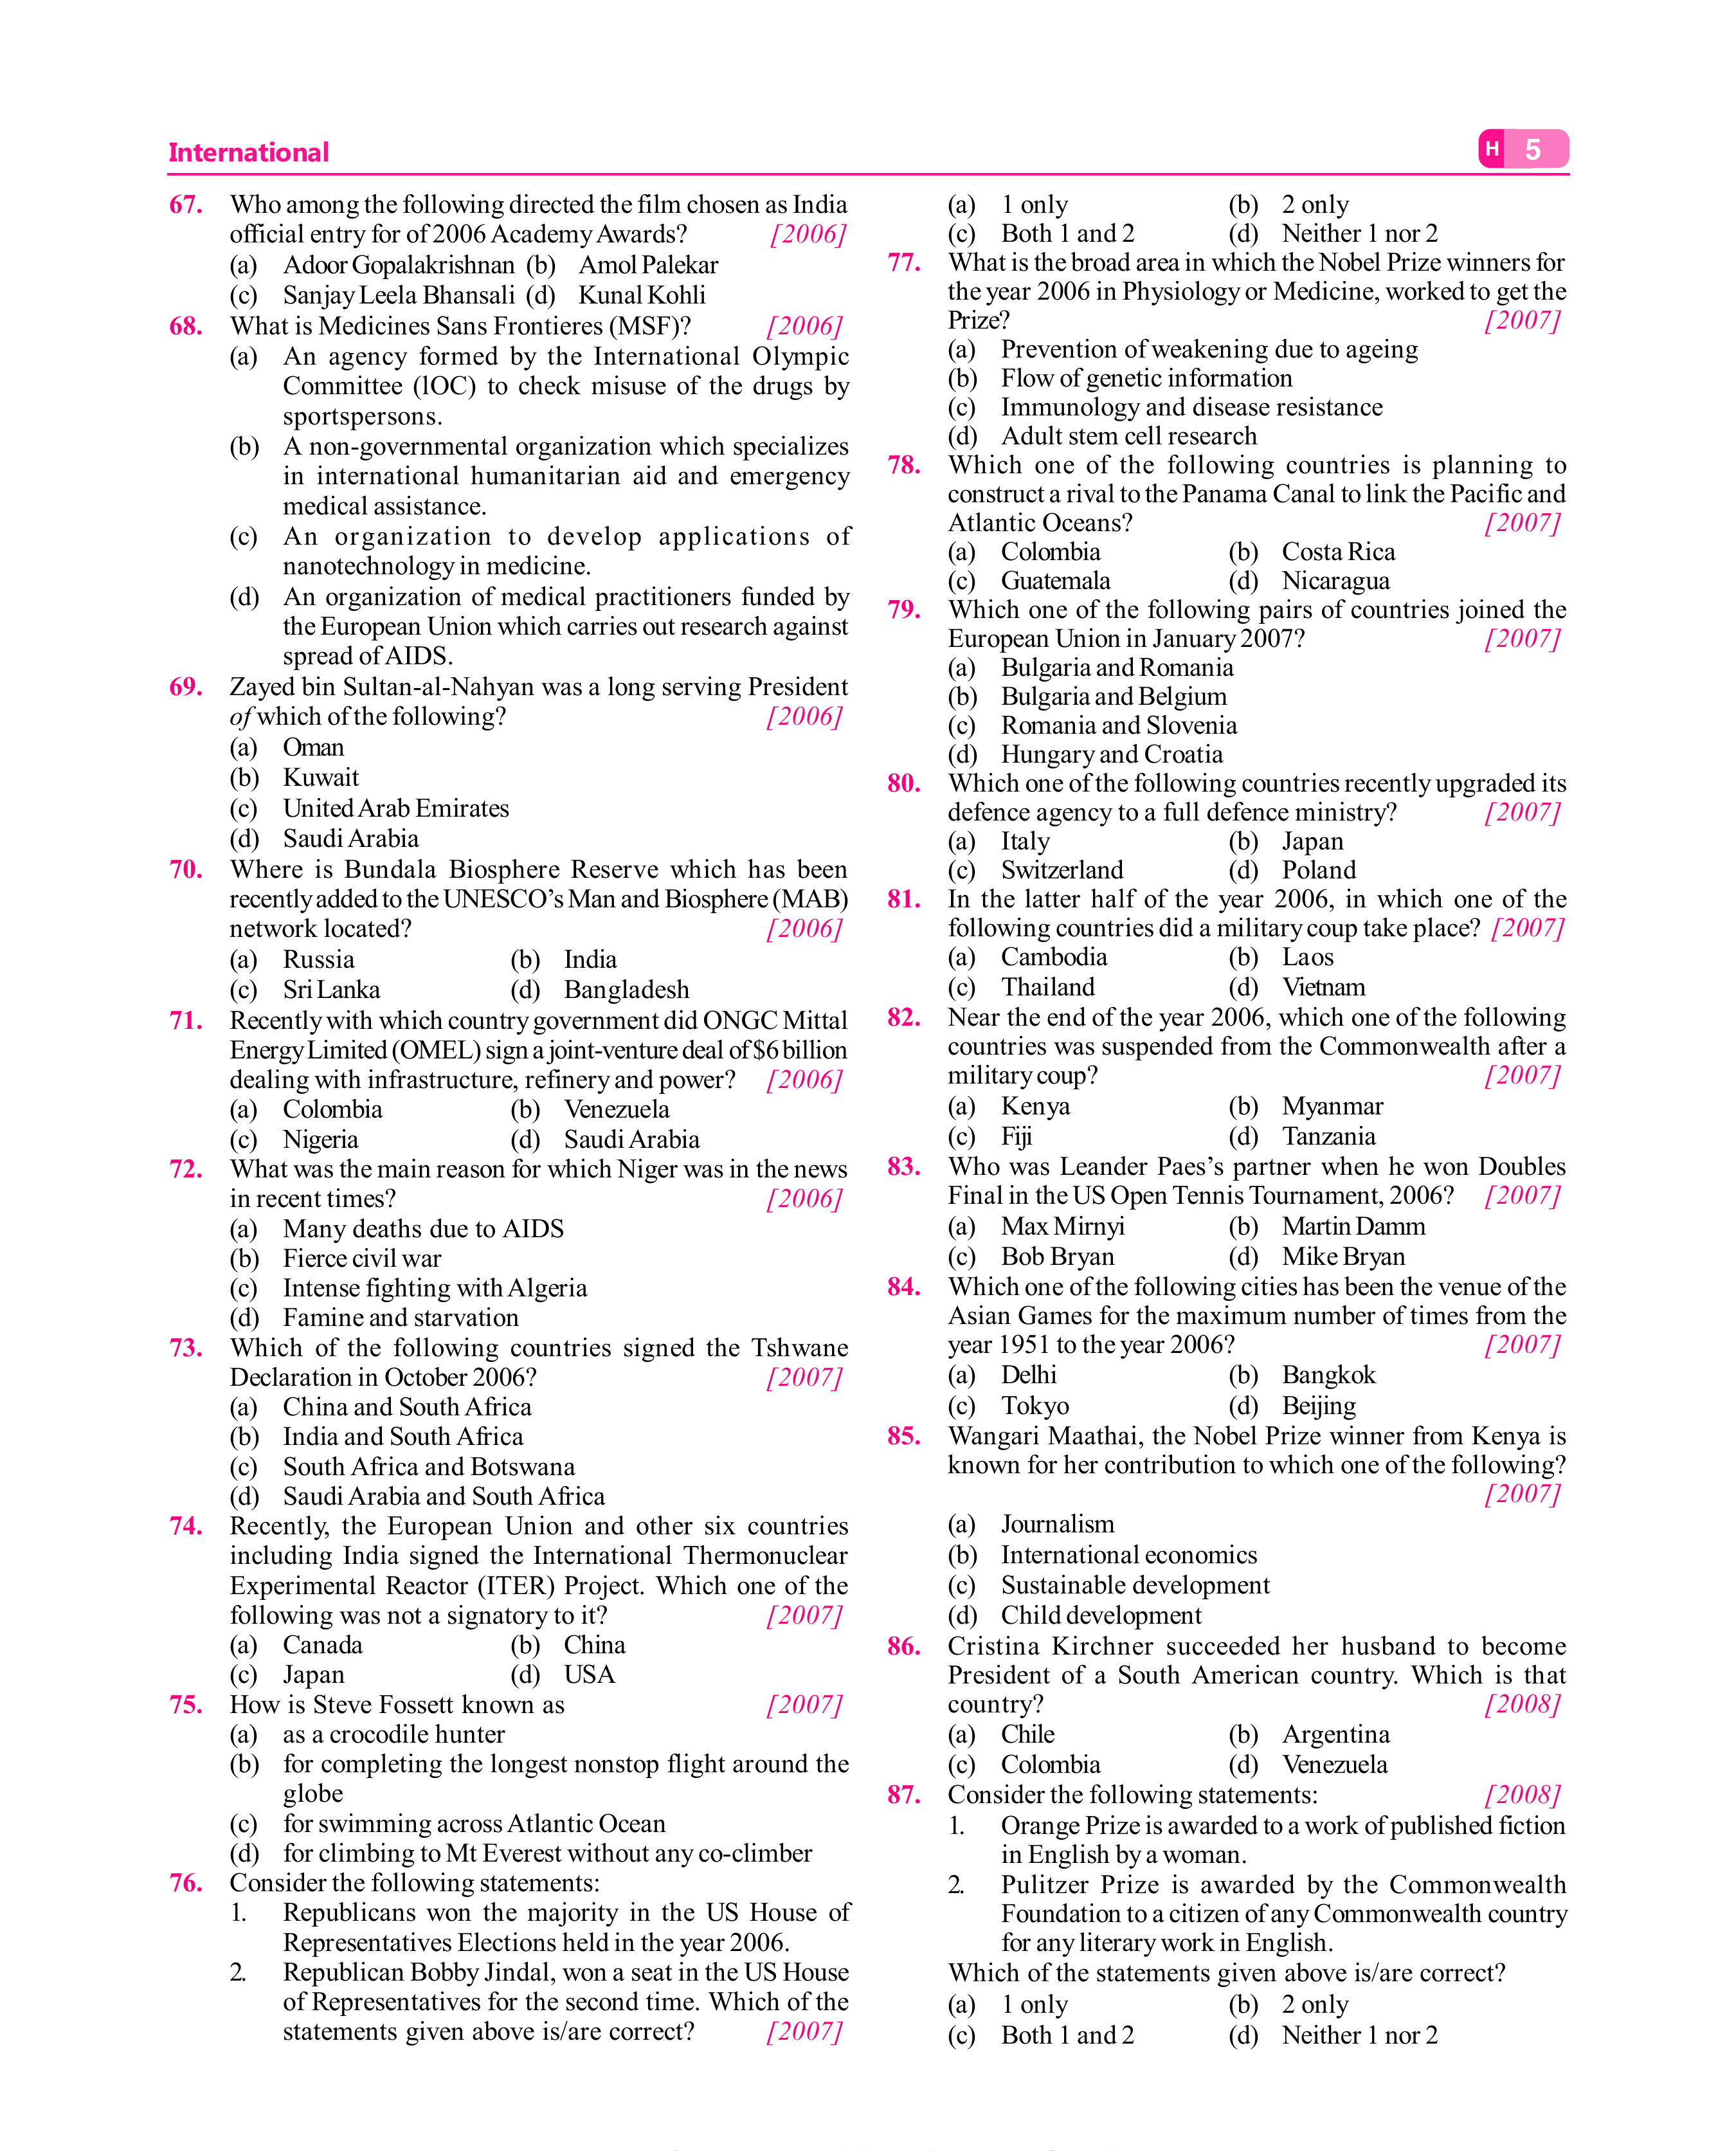 International
H 5
67. Who among the following directed the film chosen as India
official entry for of 2006 Academy Awards? [2006]
(a) Adoor Gopalakrishnan (b) Amol Palekar
(c) Sanjay Leela Bhansali (d) Kunal Kohli
68. What is Medicines Sans Frontieres (MSF)? [2006]
(a) An agency formed by the International Olympic
Committee (lOC) to check misuse of the drugs by
sportspersons.
(b) A non-governmental organization which specializes
in international humanitarian aid and emergency
medical assistance.
(c) An organization to develop applications of
nanotechnology in medicine.
(d) An organization of medical practitioners funded by
the European Union which carries out research against
spread of AIDS.
69. Zayed bin Sultan-al-Nahyan was a long serving President
of which of the following? [2006]
(a) Oman
(b) Kuwait
(c) United Arab Emirates
(d) Saudi Arabia
70. Where is Bundala Biosphere Reserve which has been
recently added to the UNESCO’s Man and Biosphere (MAB)
network located? [2006]
(a) Russia (b) India
(c) Sri Lanka (d) Bangladesh
71. Recently with which country government did ONGC Mittal
Energy Limited (OMEL) sign a joint-venture deal of $6 billion
dealing with infrastructure, refinery and power? [2006]
(a) Colombia (b) Venezuela
(c) Nigeria (d) Saudi Arabia
72. What was the main reason for which Niger was in the news
in recent times? [2006]
(a) Many deaths due to AIDS
(b) Fierce civil war
(c) Intense fighting with Algeria
(d) Famine and starvation
73. Which of the following countries signed the Tshwane
Declaration in October 2006? [2007]
(a) China and South Africa
(b) India and South Africa
(c) South Africa and Botswana
(d) Saudi Arabia and South Africa
74. Recently, the European Union and other six countries
including India signed the International Thermonuclear
Experimental Reactor (ITER) Project. Which one of the
following was not a signatory to it? [2007]
(a) Canada (b) China
(c) Japan (d) USA
75. How is Steve Fossett known as [2007]
(a) as a crocodile hunter
(b) for completing the longest nonstop flight around the
globe
(c) for swimming across Atlantic Ocean
(d) for climbing to Mt Everest without any co-climber
76. Consider the following statements:
1. Republicans won the majority in the US House of
Representatives Elections held in the year 2006.
2. Republican Bobby Jindal, won a seat in the US House
of Representatives for the second time. Which of the
statements given above is/are correct? [2007]
(a) 1 only (b) 2 only
(c) Both 1 and 2 (d) Neither 1 nor 2
77. What is the broad area in which the Nobel Prize winners for
the year 2006 in Physiology or Medicine, worked to get the
Prize? [2007]
(a) Prevention of weakening due to ageing
(b) Flow of genetic information
(c) Immunology and disease resistance
(d) Adult stem cell research
78. Which one of the following countries is planning to
construct a rival to the Panama Canal to link the Pacific and
Atlantic Oceans? [2007]
(a) Colombia (b) Costa Rica
(c) Guatemala (d) Nicaragua
79. Which one of the following pairs of countries joined the
European Union in January 2007? [2007]
(a) Bulgaria and Romania
(b) Bulgaria and Belgium
(c) Romania and Slovenia
(d) Hungary and Croatia
80. Which one of the following countries recently upgraded its
defence agency to a full defence ministry? [2007]
(a) Italy (b) Japan
(c) Switzerland (d) Poland
81. In the latter half of the year 2006, in which one of the
following countries did a military coup take place? [2007]
(a) Cambodia (b) Laos
(c) Thailand (d) Vietnam
82. Near the end of the year 2006, which one of the following
countries was suspended from the Commonwealth after a
military coup? [2007]
(a) Kenya (b) Myanmar
(c) Fiji (d) Tanzania
83. Who was Leander Paes’s partner when he won Doubles
Final in the US Open Tennis Tournament, 2006? [2007]
(a) Max Mirnyi (b) Martin Damm
(c) Bob Bryan (d) Mike Bryan
84. Which one of the following cities has been the venue of the
Asian Games for the maximum number of times from the
year 1951 to the year 2006? [2007]
(a) Delhi (b) Bangkok
(c) Tokyo (d) Beijing
85. Wangari Maathai, the Nobel Prize winner from Kenya is
known for her contribution to which one of the following?
[2007]
(a) Journalism
(b) International economics
(c) Sustainable development
(d) Child development
86. Cristina Kirchner succeeded her husband to become
President of a South American country. Which is that
country? [2008]
(a) Chile (b) Argentina
(c) Colombia (d) Venezuela
87. Consider the following statements: [2008]
1. Orange Prize is awarded to a work of published fiction
in English by a woman.
2. Pulitzer Prize is awarded by the Commonwealth
Foundation to a citizen of any Commonwealth country
for any literary work in English.
Which of the statements given above is/are correct?
(a) 1 only (b) 2 only
(c) Both 1 and 2 (d) Neither 1 nor 2